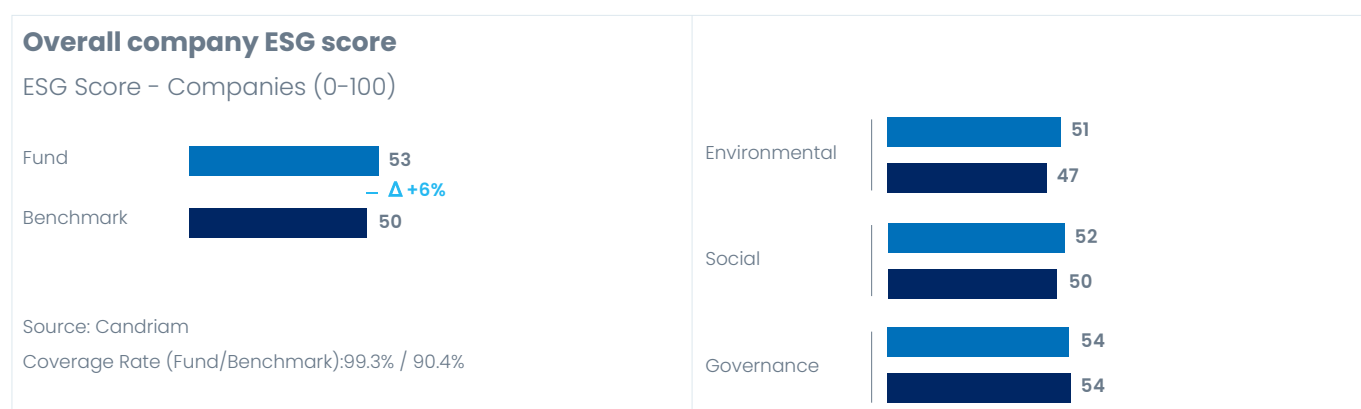 Overall company ESG score
ESG Score - Companies (0-100)
Fund 53
Δ +6%
Benchmark 50
Source: Candriam
Coverage Rate (Fund/Benchmark):99.3% / 90.4%
Environmental 51
47
Social 52
50
Governance 54
54